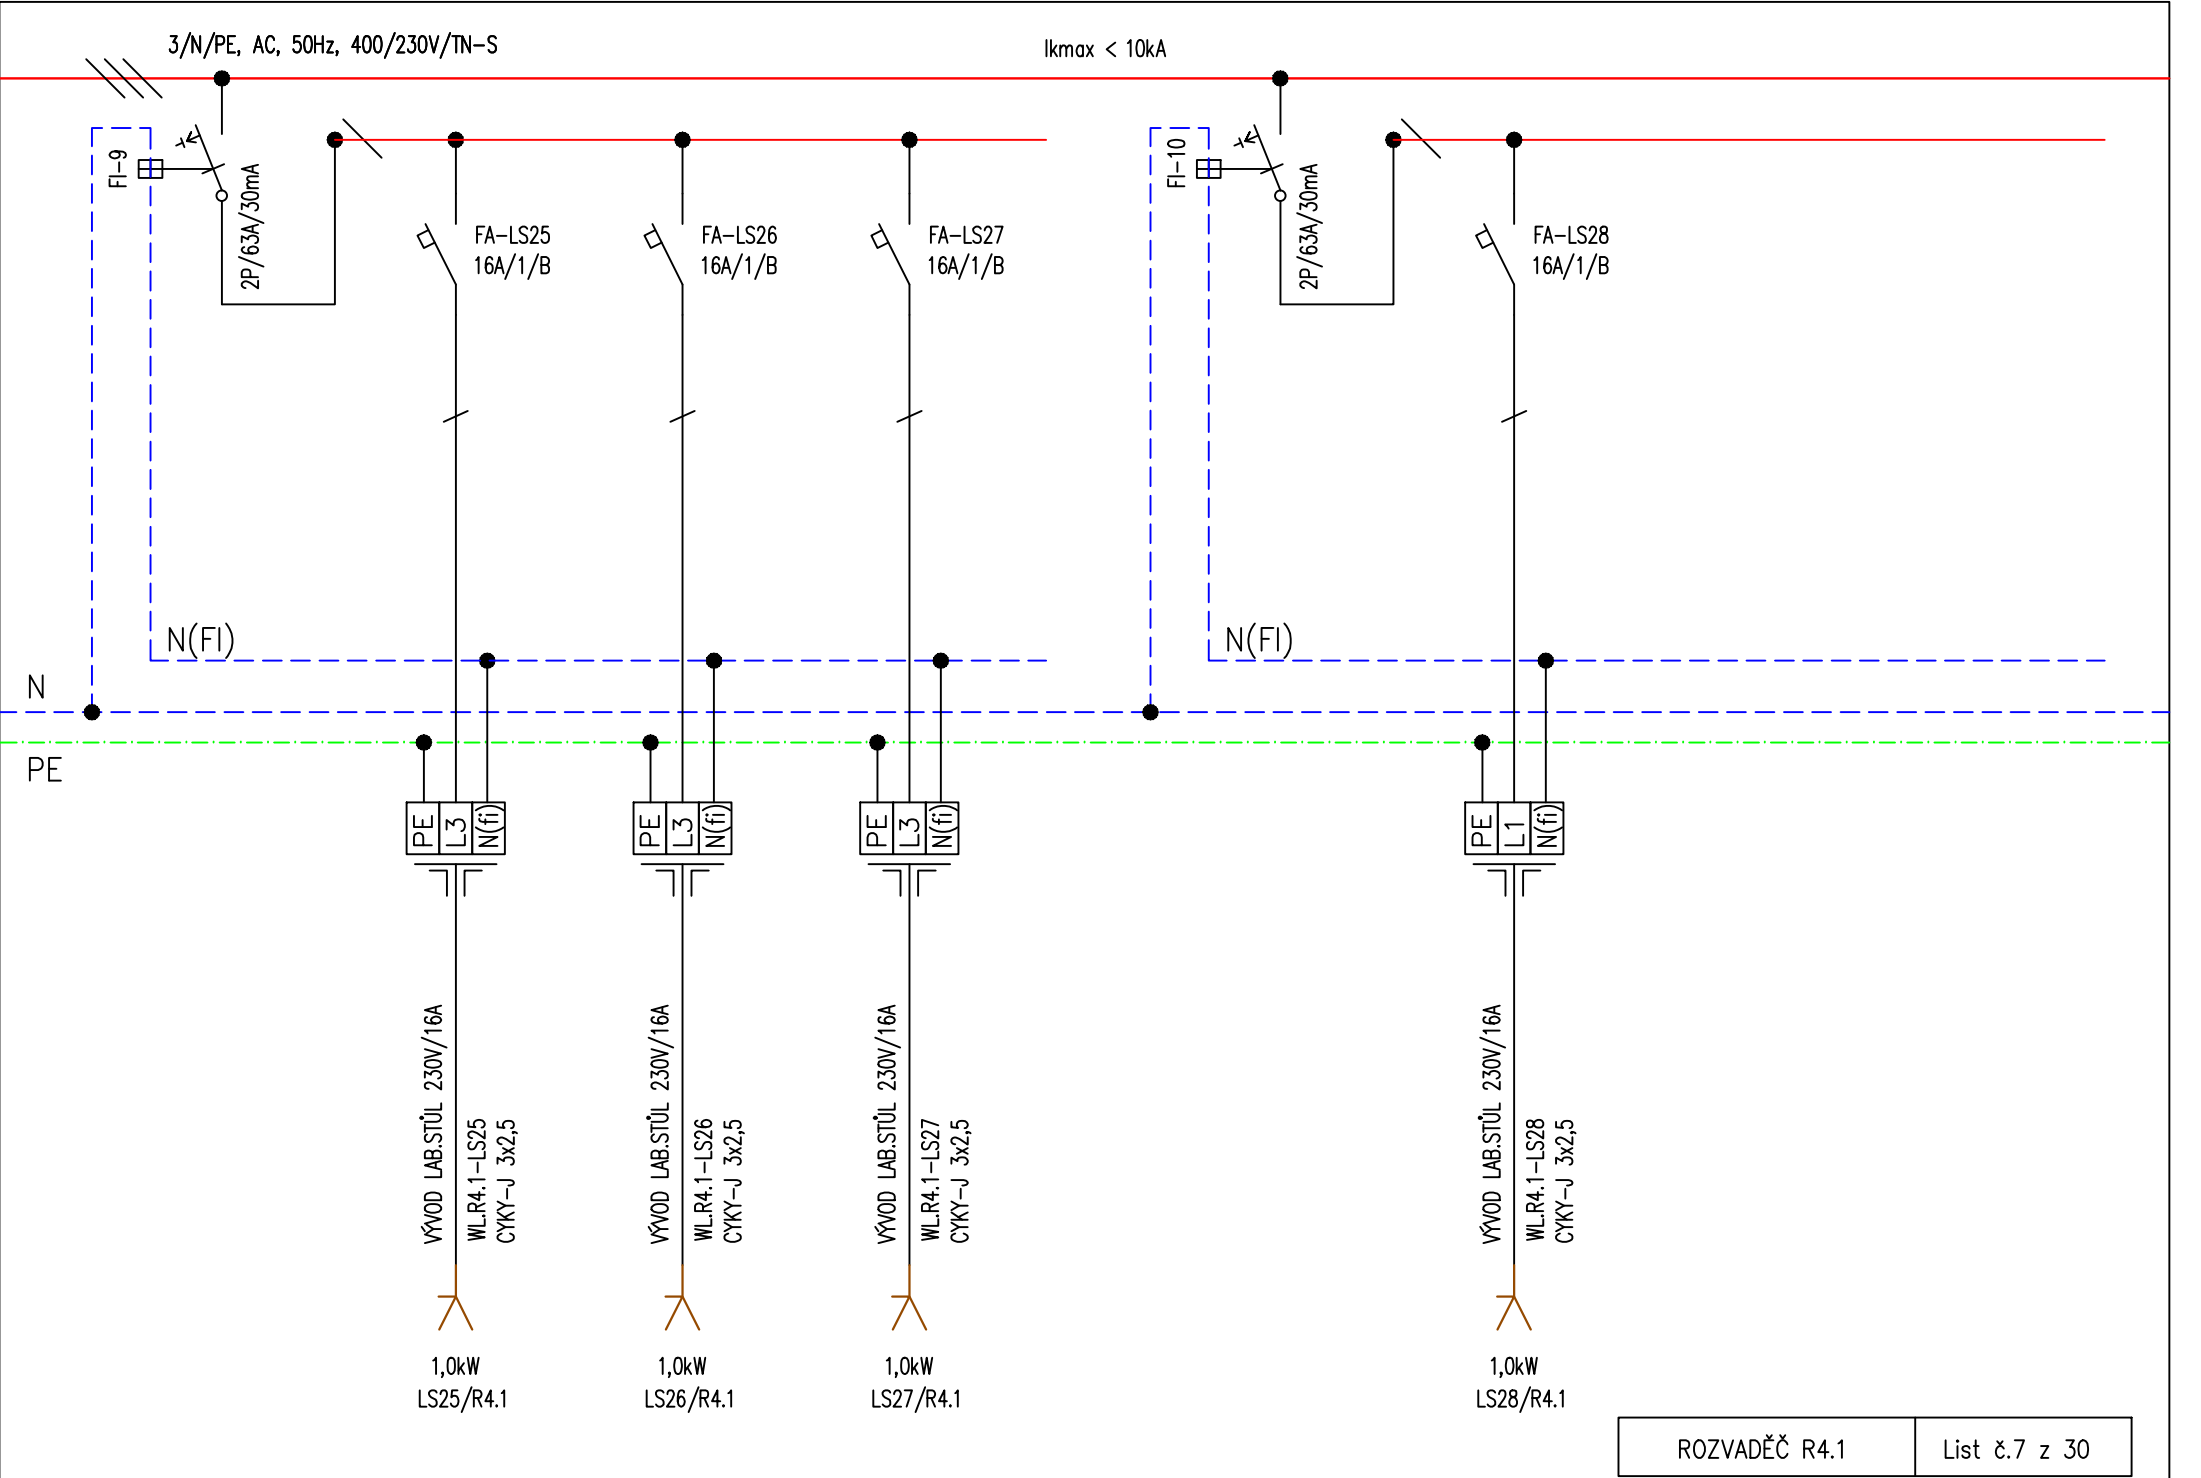 3/N/PE, AC, 50Hz, 400/230V/TN-S
Ikmax < 10kA
FI-9
2P/63A/30mA
FA-LS25
16A/1/B
FA-LS26
16A/1/B
FA-LS27
16A/1/B
FI-10
2P/63A/30mA
FA-LS28
16A/1/B
N(FI)
N(FI)
N
PE
PE
L3
N(fi)
PE
L3
N(fi)
PE
L3
N(fi)
PE
L1
N(fi)
VÝVOD LAB.STŮL 230V/16A
WL.R4.1-LS25
CYKY-J 3x2,5
VÝVOD LAB.STŮL 230V/16A
WL.R4.1-LS26
CYKY-J 3x2,5
VÝVOD LAB.STŮL 230V/16A
WL.R4.1-LS27
CYKY-J 3x2,5
VÝVOD LAB.STŮL 230V/16A
WL.R4.1-LS28
CYKY-J 3x2,5
1,0kW
LS25/R4.1
1,0kW
LS26/R4.1
1,0kW
LS27/R4.1
1,0kW
LS28/R4.1
ROZVADĚČ R4.1
List č.7 z 30